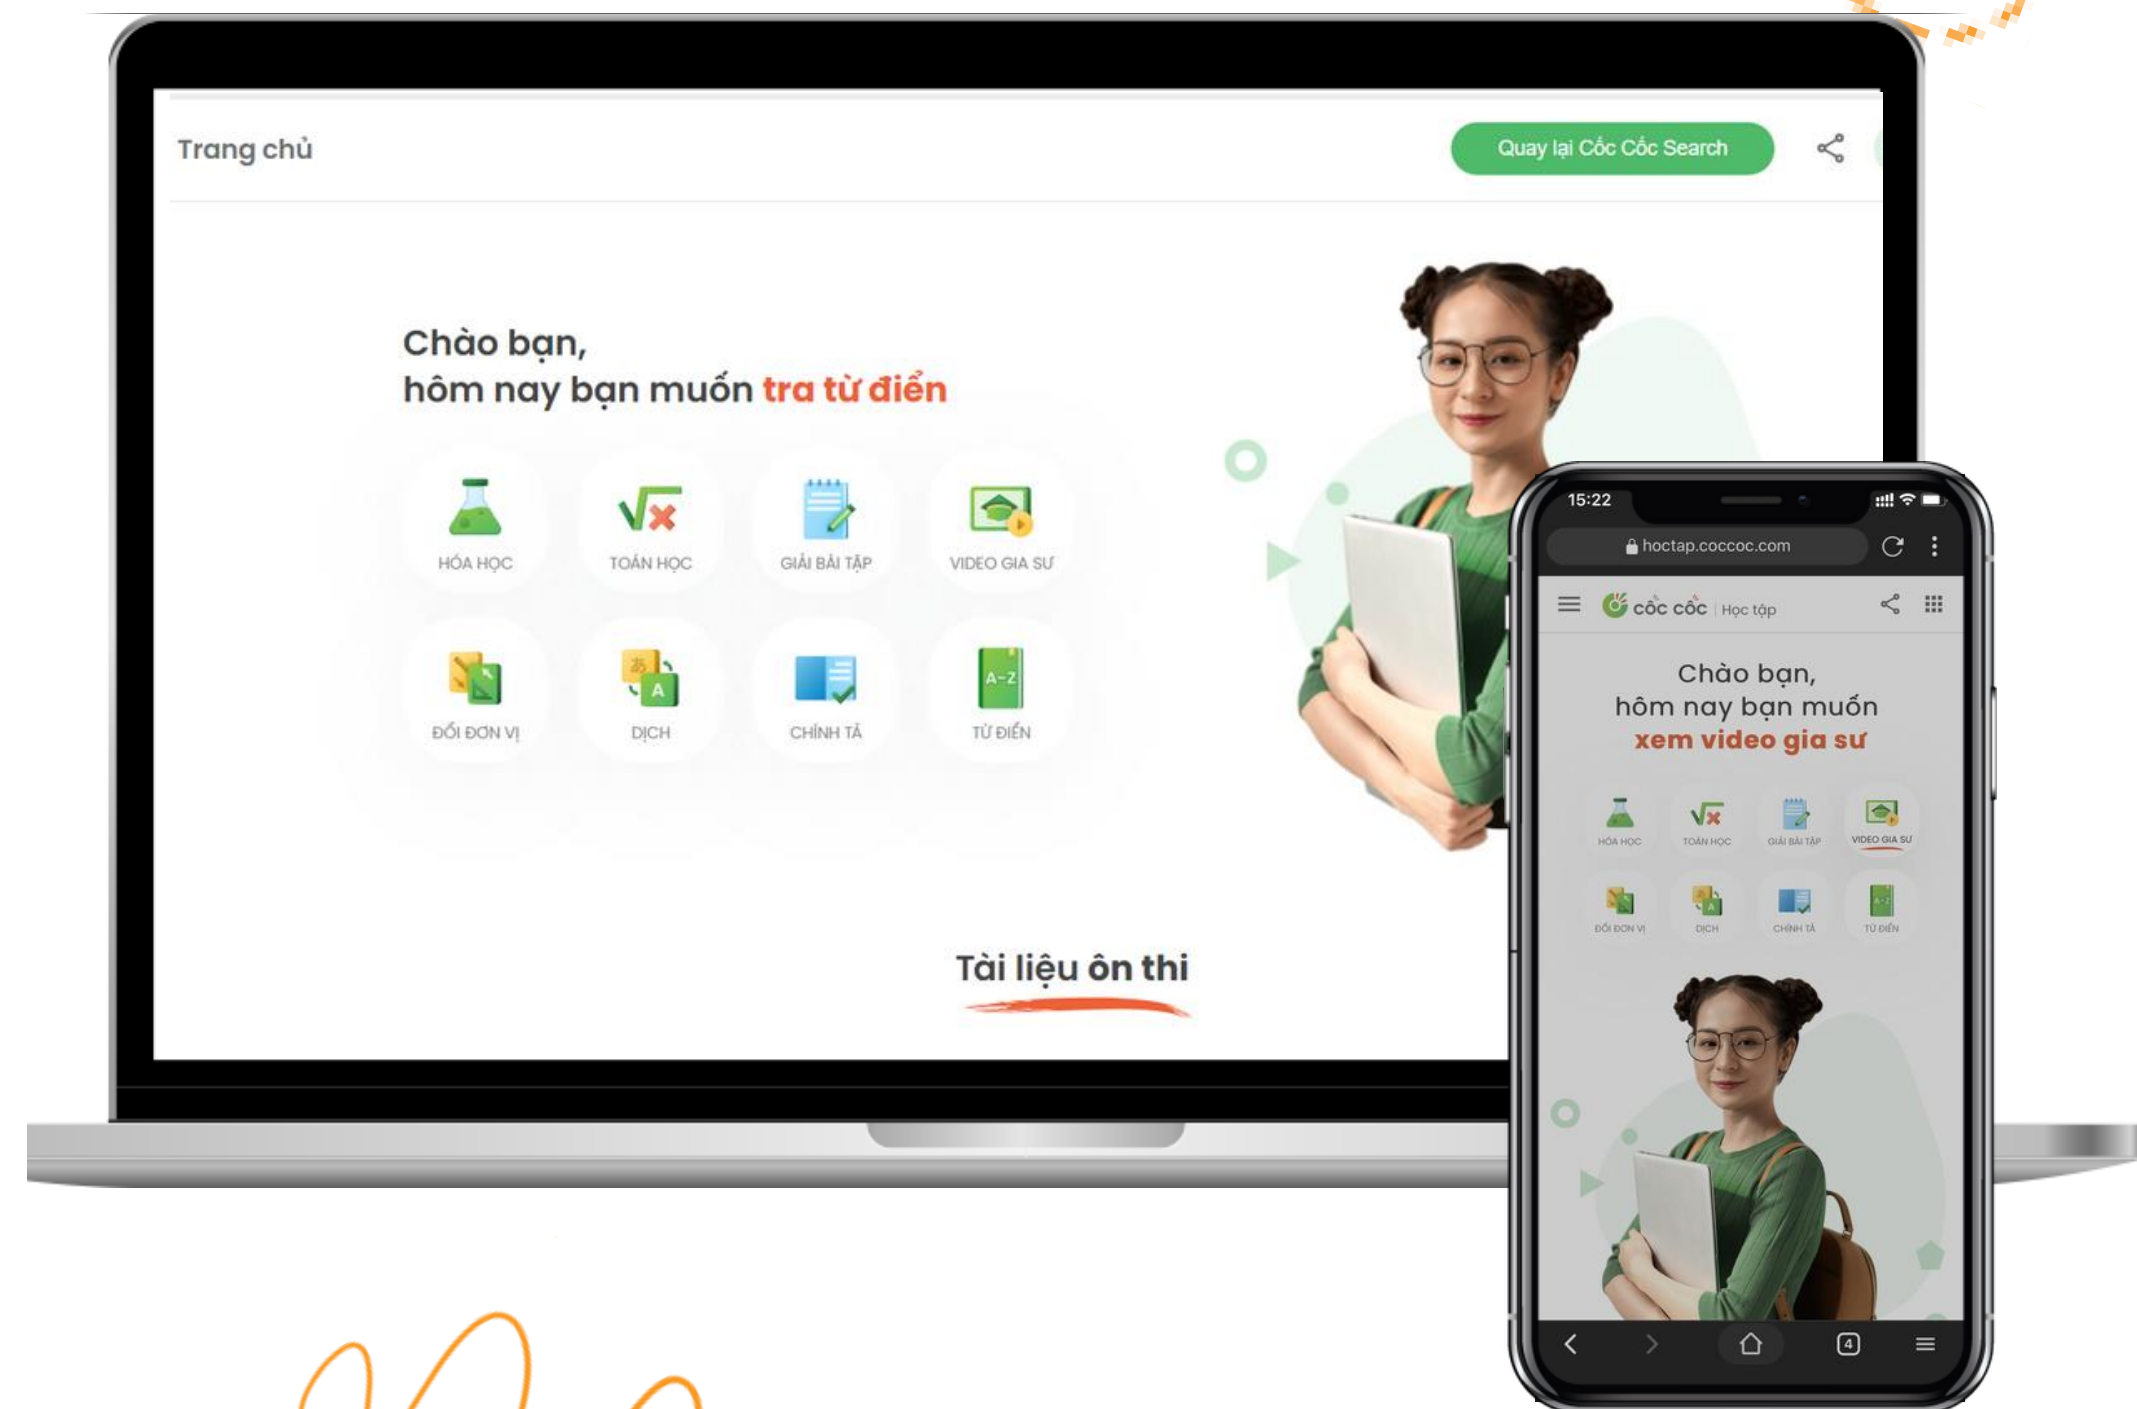 Trang chủ
Quay lại Cốc Cốc Search
Chào bạn,
hôm nay bạn muốn tra từ điển
HÓA HỌC
TOÁN HỌC
GIẢI BÀI TẬP
VIDEO GIA SƯ
ĐỔI ĐƠN VỊ
DỊCH
CHÍNH TẢ
TỪ ĐIỂN
あ
A
A-Z
Tài liệu ôn thi
15:22
hoctap.coccoc.com
cốc cốc | Học tập
Chào bạn,
hôm nay bạn muốn
xem video gia sư
HÓA HỌC
TOÁN HỌC
GIẢI BÀI TẬP
VIDEO GIA SƯ
ĐỔI ĐƠN VỊ
DỊCH
CHÍNH TẢ
TỪ ĐIỂN
A
A-Z
4